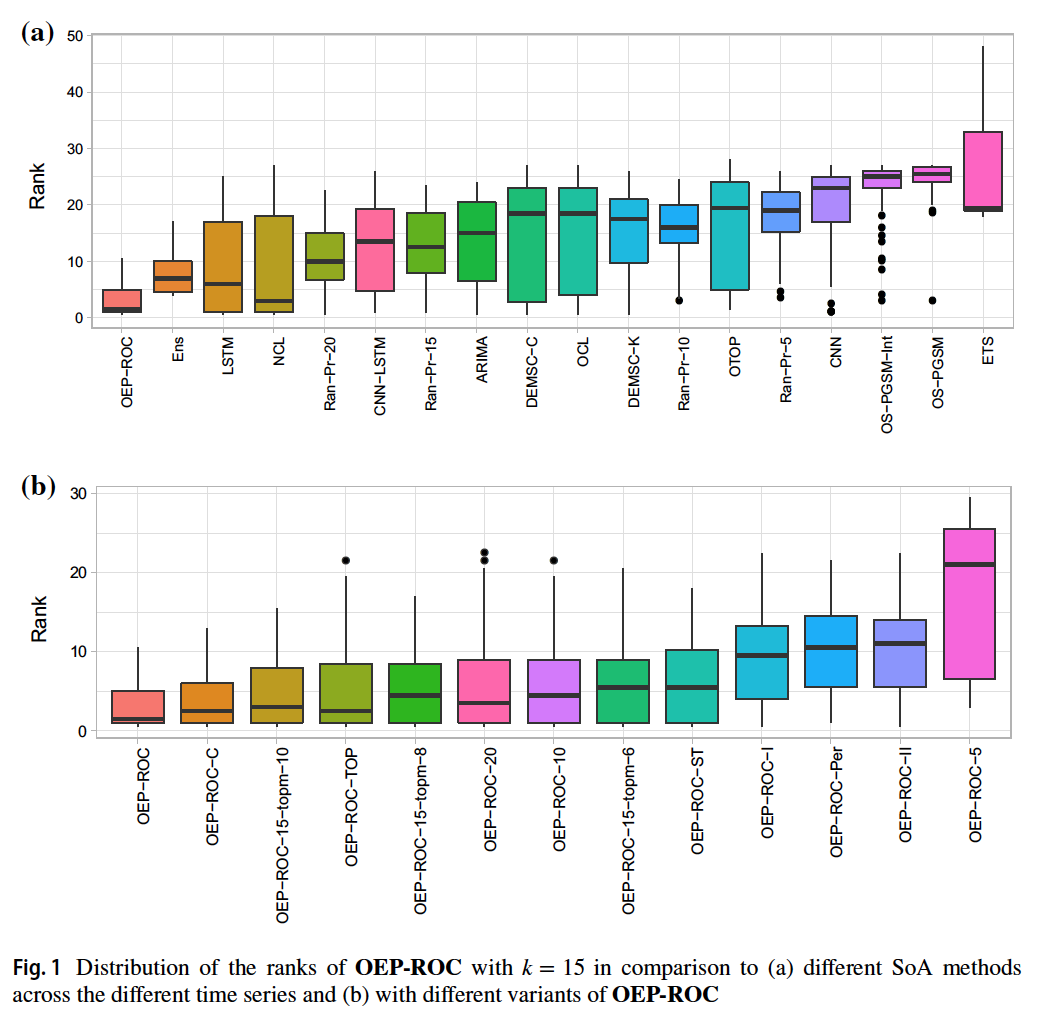 (a)
50
40
30
20
10
0
Rank
OEP−ROC
Ens
LSTM
NCL
Ran−Pr−20
CNN−LSTM
Ran−Pr−15
ARIMA
DEMSC−C
OCL
DEMSC−K
Ran−Pr−10
OTOP
Ran−Pr−5
CNN
OS−PGSM−Int
OS−PGSM
ETS
(b)
30
20
10
0
Rank
OEP−ROC
OEP−ROC−C
OEP−ROC−15−topm−10
OEP−ROC−TOP
OEP−ROC−15−topm−8
OEP−ROC−20
OEP−ROC−10
OEP−ROC−15−topm−6
OEP−ROC−ST
OEP−ROC−I
OEP−ROC−Per
OEP−ROC−II
OEP−ROC−5
Fig. 1 Distribution of the ranks of OEP-ROC with k = 15 in comparison to (a) different SoA methods
across the different time series and (b) with different variants of OEP-ROC